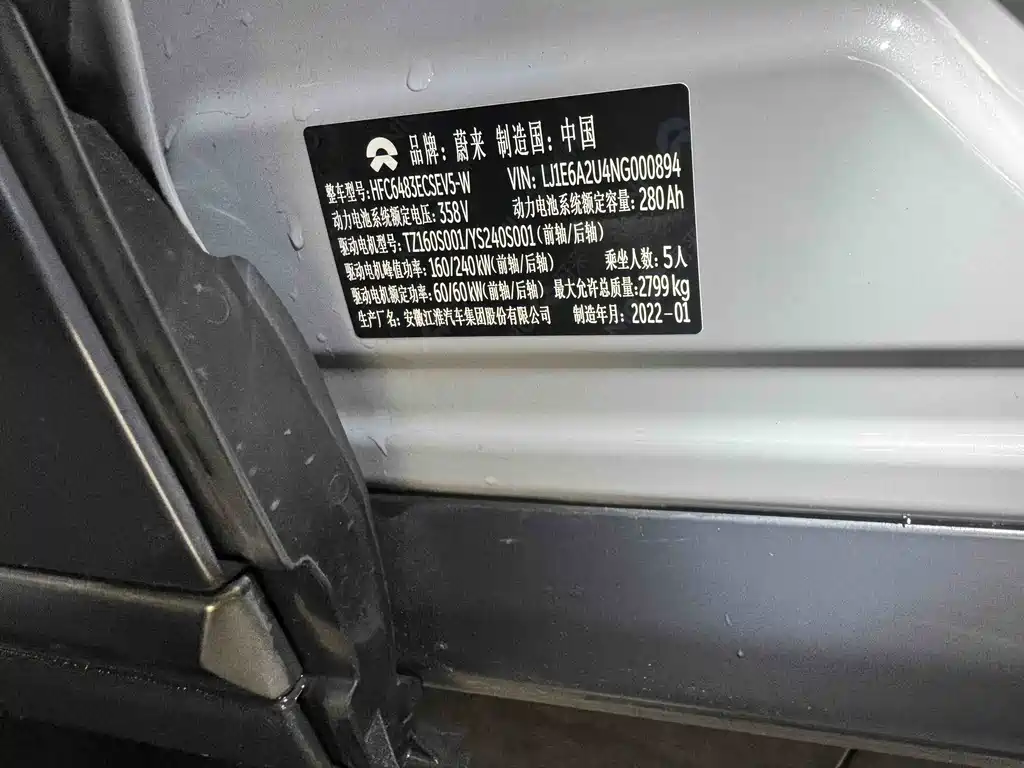 品牌：蔚来 制造国：中国
整车型号：HFC6483ECSEV5-W VIN：LJ1E6A2U4NG000894
动力电池系统额定电压：358V 动力电池系统额定容量：280Ah
驱动电机型号：TZ160S001/YS240S001(前轴/后轴)
驱动电机峰值功率：160/240kW(前轴/后轴) 乘坐人数：5人
驱动电机额定功率：60/60kW(前轴/后轴) 最大允许总质量：2799kg
生产厂名：安徽江淮汽车集团股份有限公司 制造年月：2022-01